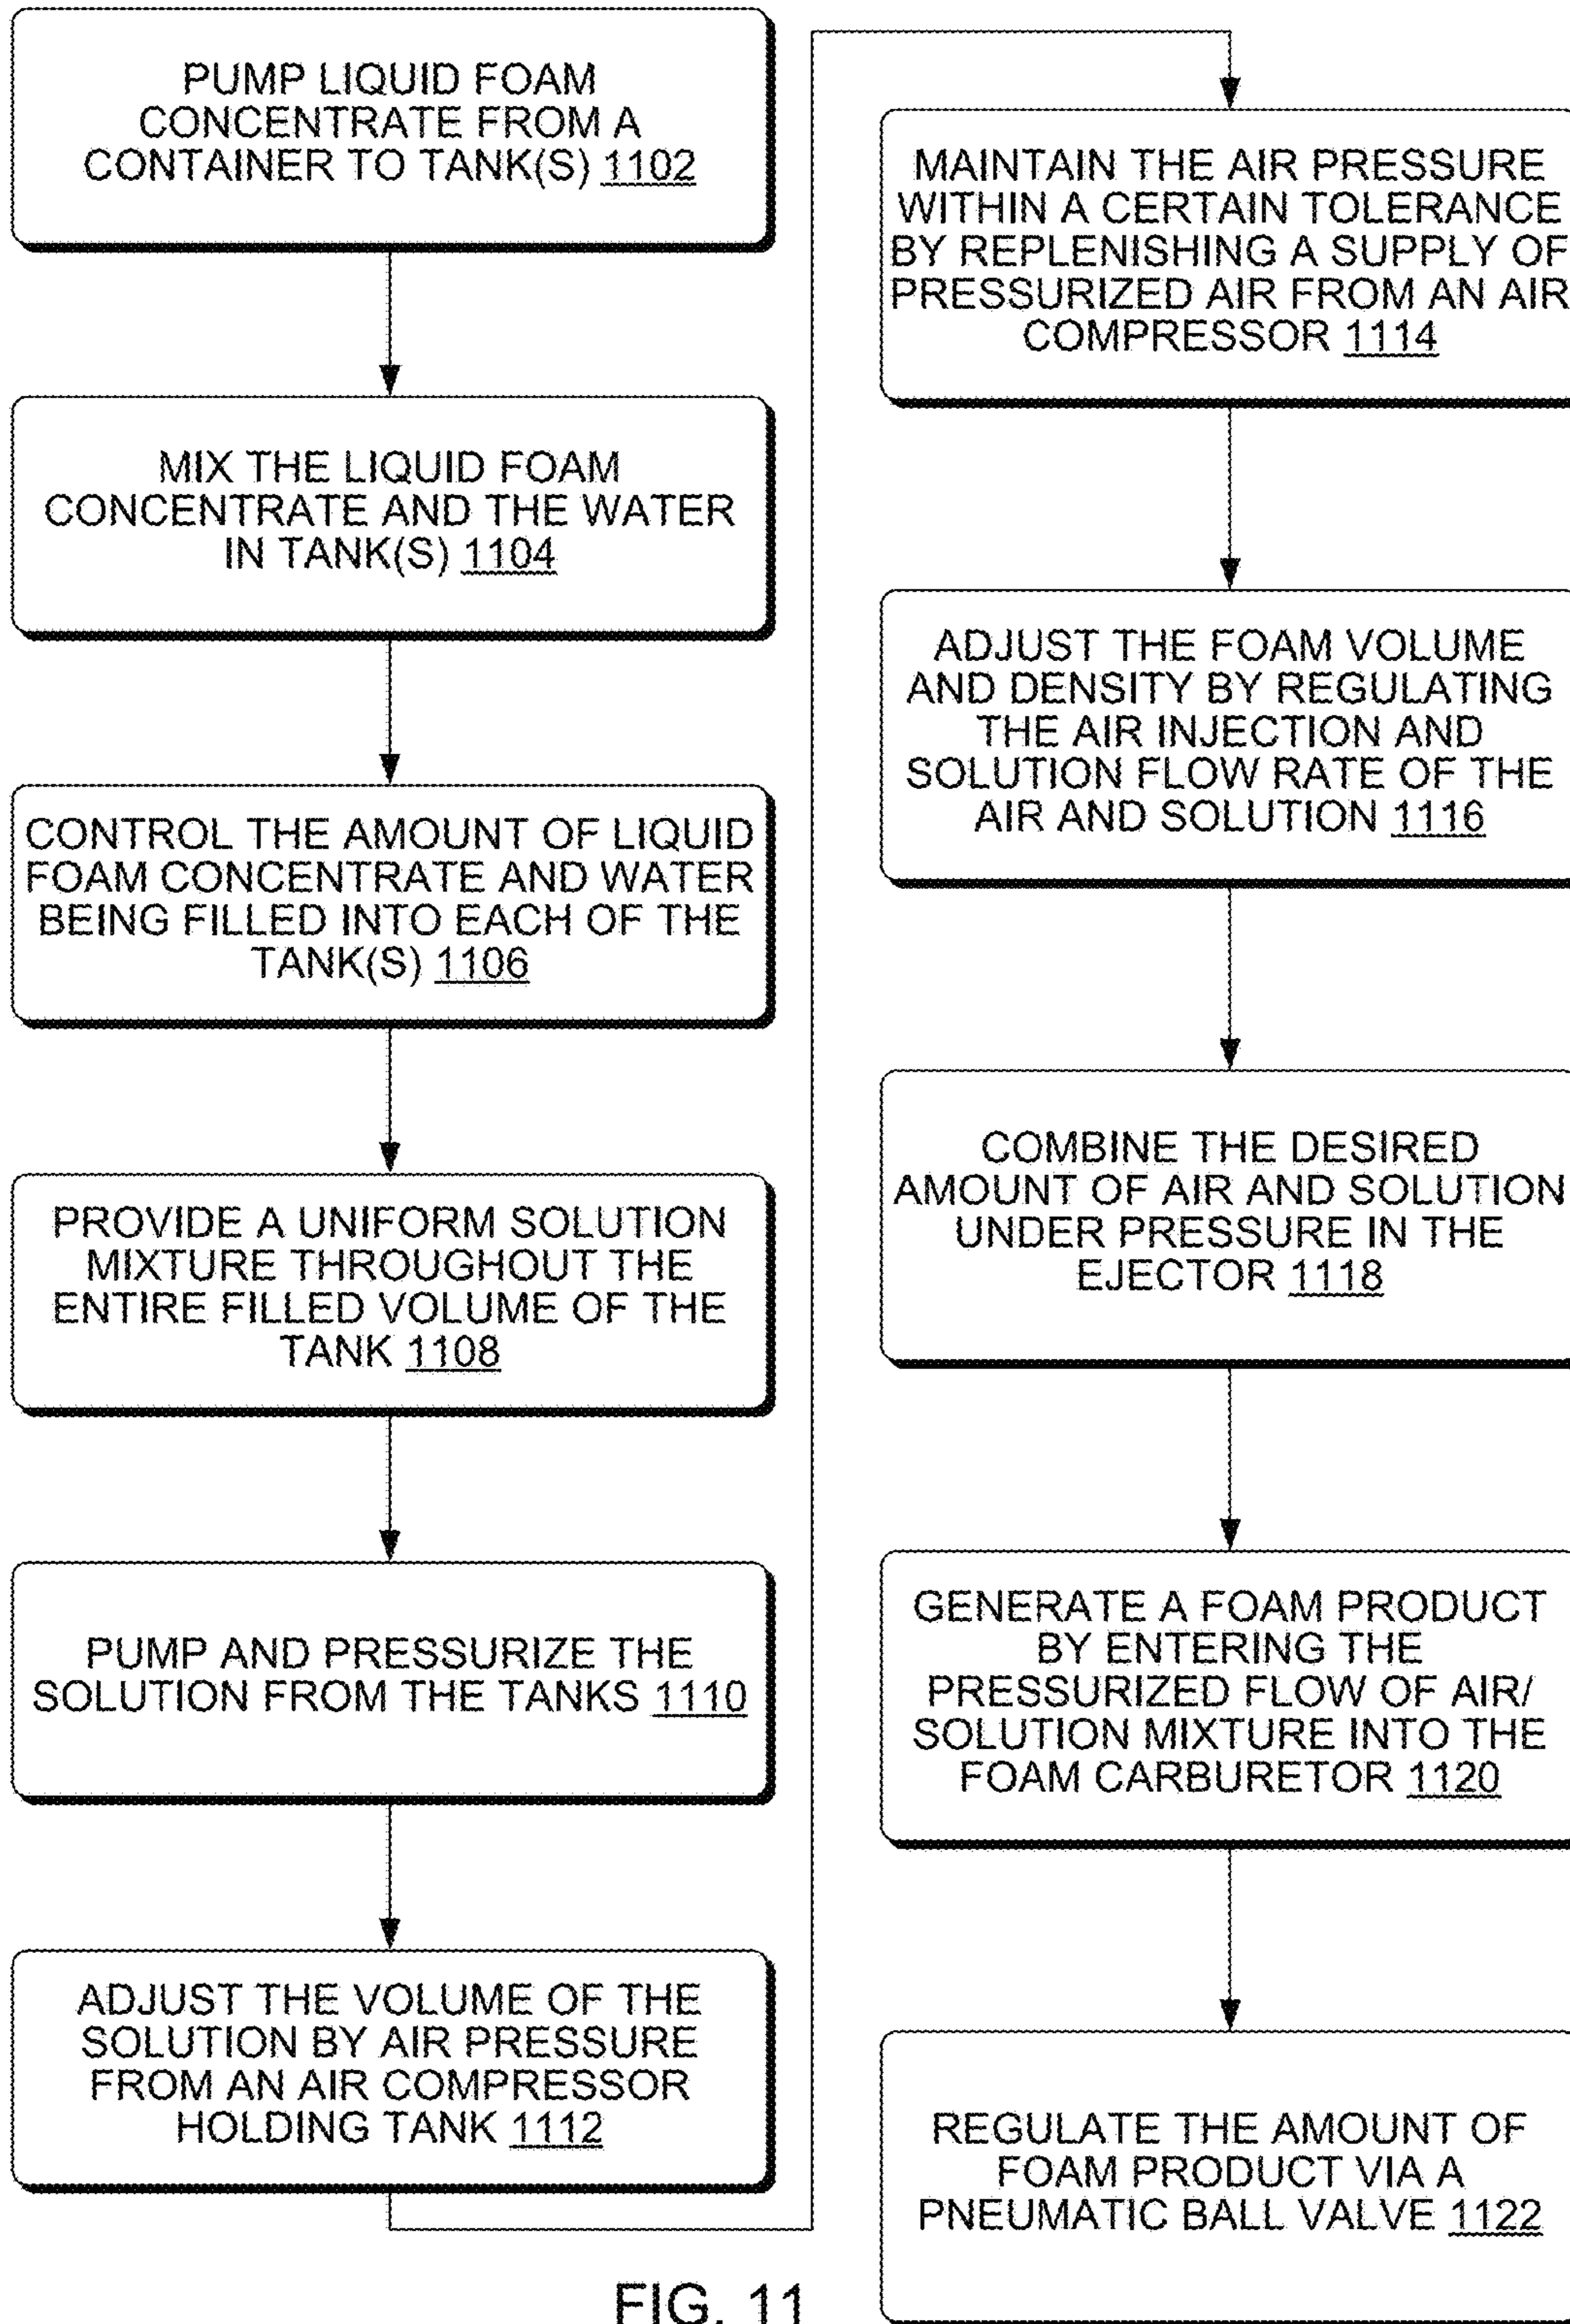 PUMP LIQUID FOAM
CONCENTRATE FROM A
CONTAINER TO TANK(S) 1102
MIX THE LIQUID FOAM
CONCENTRATE AND THE WATER
IN TANK(S) 1104
CONTROL THE AMOUNT OF LIQUID
FOAM CONCENTRATE AND WATER
BEING FILLED INTO EACH OF THE
TANK(S) 1106
PROVIDE A UNIFORM SOLUTION
MIXTURE THROUGHOUT THE
ENTIRE FILLED VOLUME OF THE
TANK 1108
PUMP AND PRESSURIZE THE
SOLUTION FROM THE TANKS 1110
ADJUST THE VOLUME OF THE
SOLUTION BY AIR PRESSURE
FROM AN AIR COMPRESSOR
HOLDING TANK 1112
MAINTAIN THE AIR PRESSURE
WITHIN A CERTAIN TOLERANCE
BY REPLENISHING A SUPPLY OF
PRESSURIZED AIR FROM AN AIR
COMPRESSOR 1114
ADJUST THE FOAM VOLUME
AND DENSITY BY REGULATING
THE AIR INJECTION AND
SOLUTION FLOW RATE OF THE
AIR AND SOLUTION 1116
COMBINE THE DESIRED
AMOUNT OF AIR AND SOLUTION
UNDER PRESSURE IN THE
EJECTOR 1118
GENERATE A FOAM PRODUCT
BY ENTERING THE
PRESSURIZED FLOW OF AIR/
SOLUTION MIXTURE INTO THE
FOAM CARBURETOR 1120
REGULATE THE AMOUNT OF
FOAM PRODUCT VIA A
PNEUMATIC BALL VALVE 1122
FIG. 11